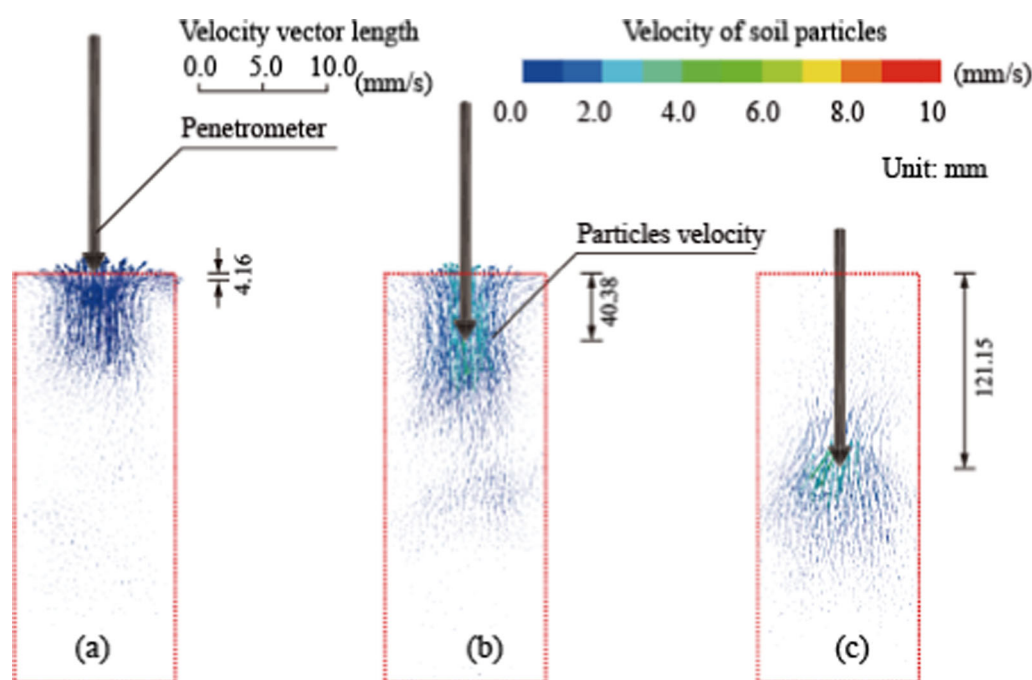 Velocity vector length
0.0 5.0 10.0 (mm/s)
Penetrometer
Velocity of soil particles
(mm/s)
0.0 2.0 4.0 6.0 8.0 10
Unit: mm
Particles velocity
4.16
40.38
121.15
(a)
(b)
(c)